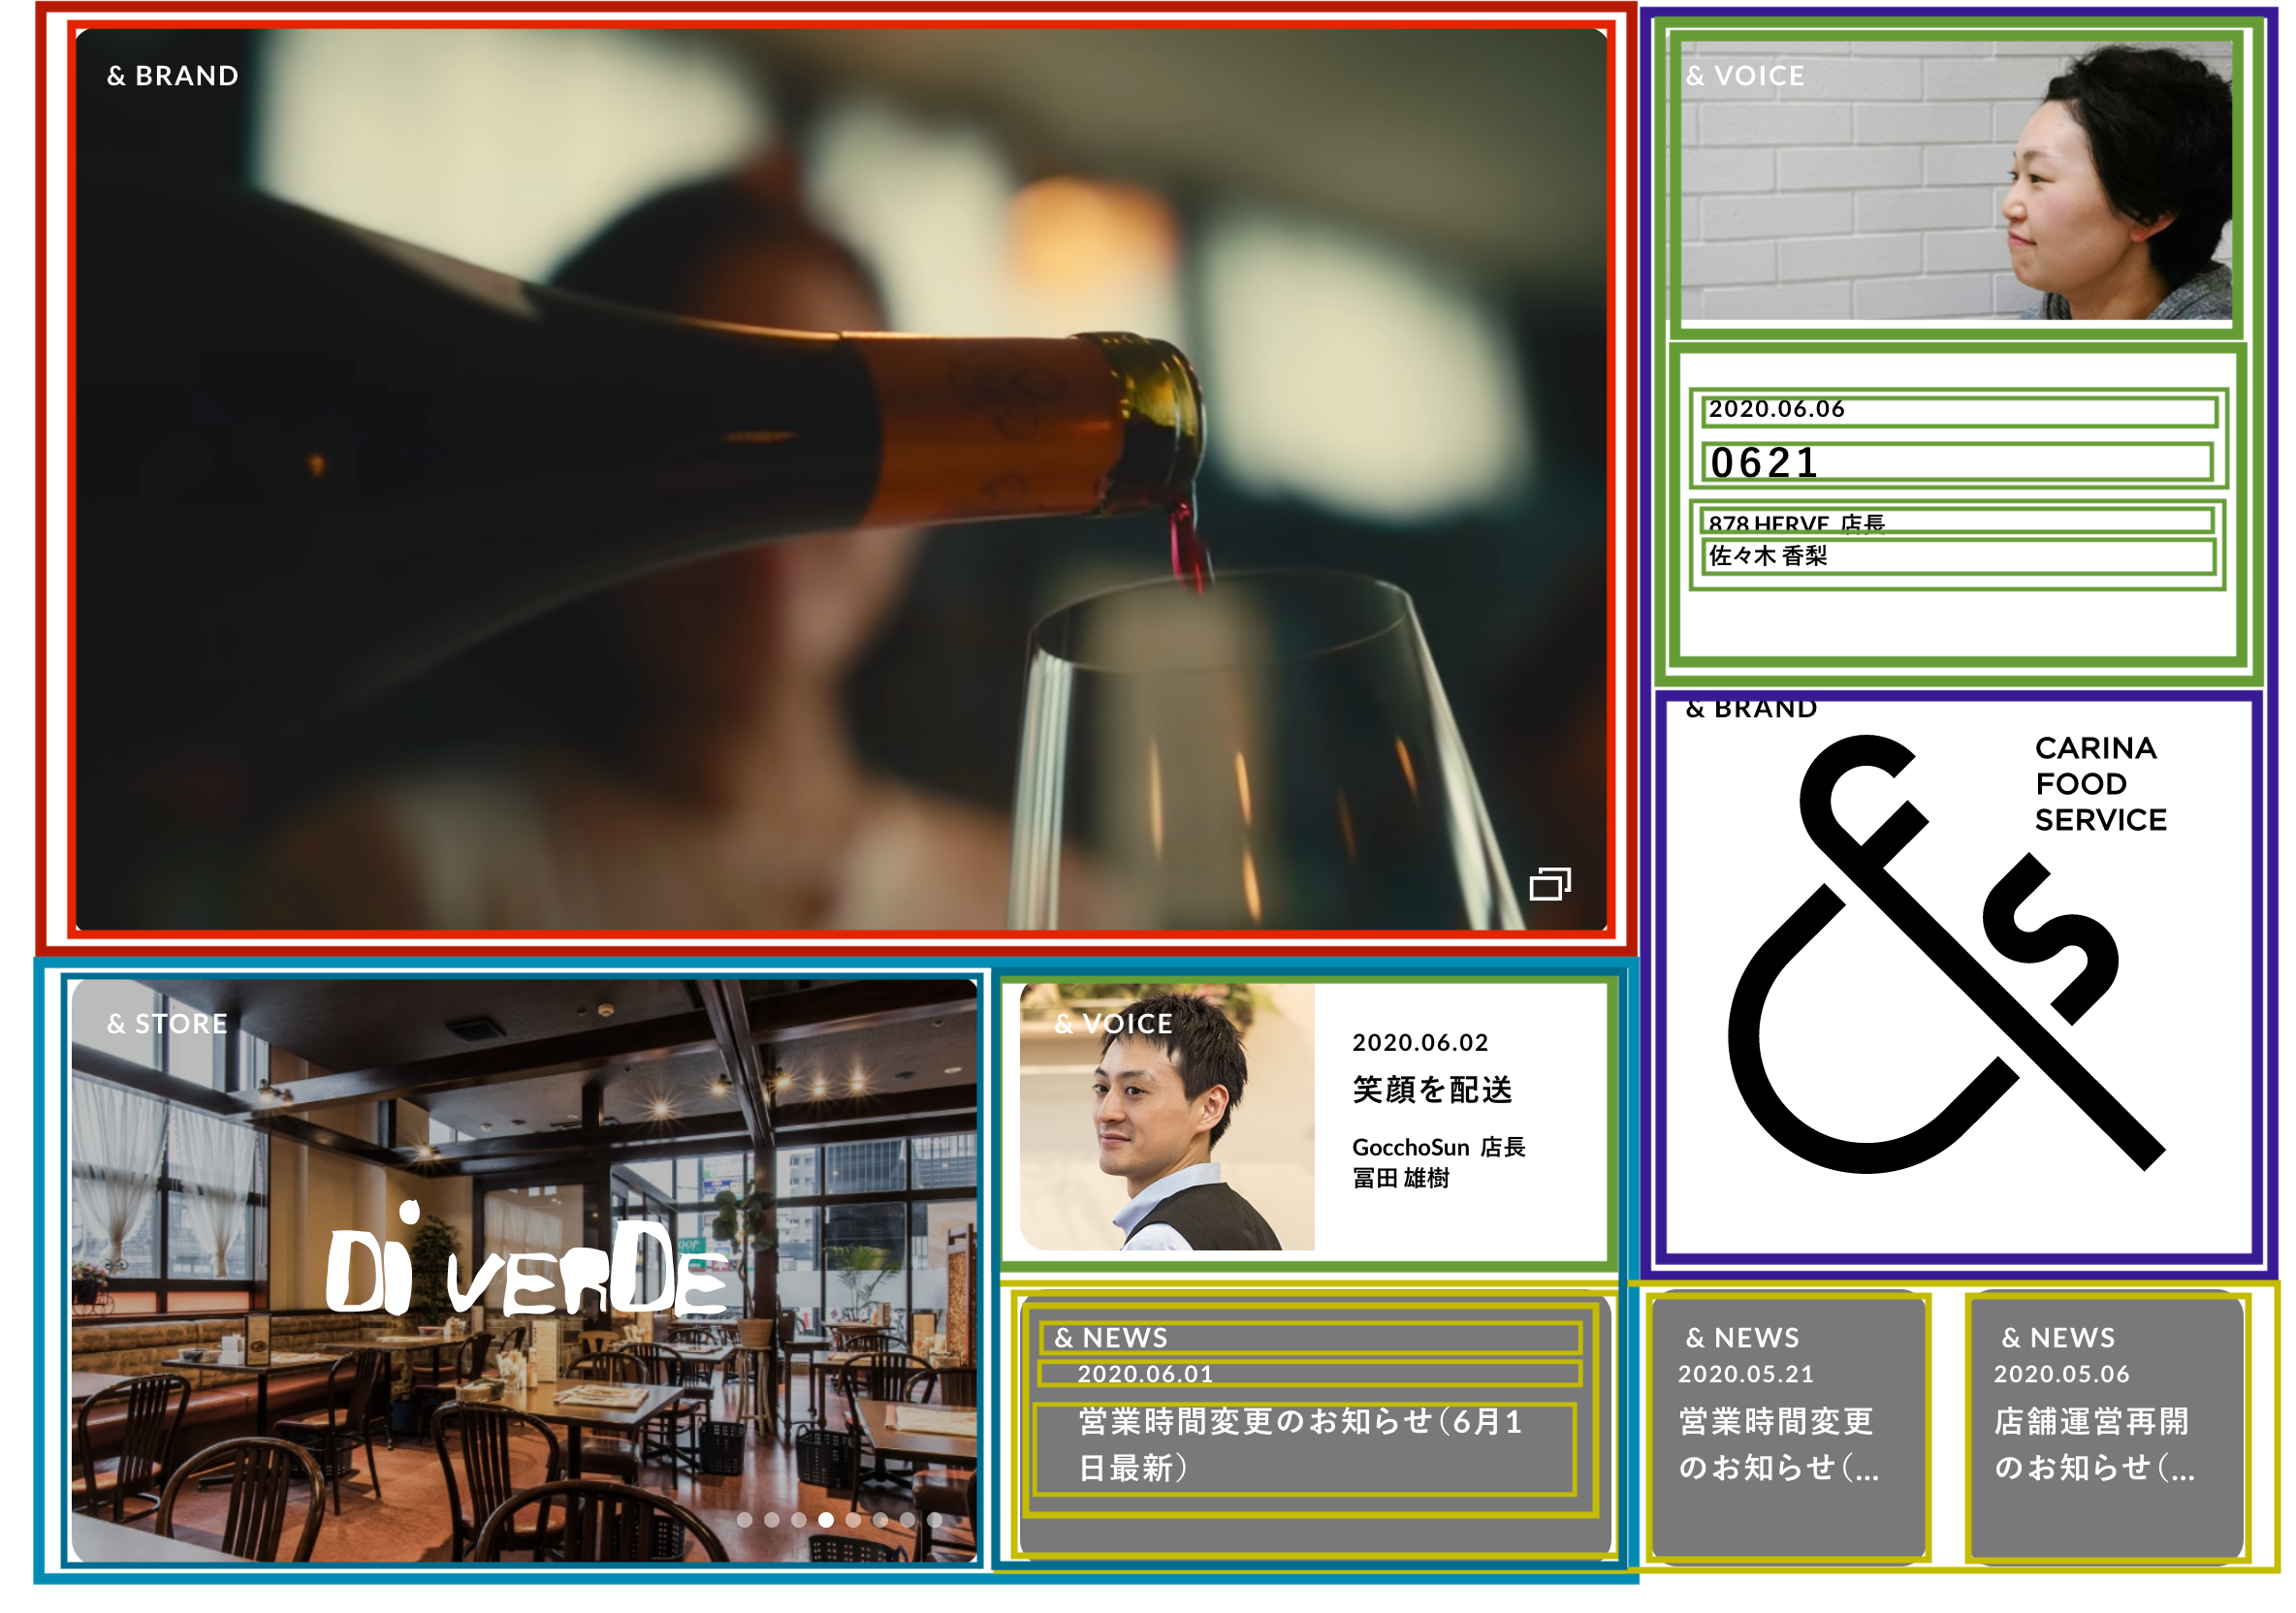 & BRAND
& VOICE
2020.06.06
0621
878 HERVE 店長
佐々木 香梨
& BRAND
CARINA
FOOD
SERVICE
& STORE
Di VERDE
& VOICE
2020.06.02
笑顔を配送
GocchoSun 店長
冨田 雄樹
& NEWS
2020.06.01
営業時間変更のお知らせ（6月1
日最新）
& NEWS
2020.05.21
営業時間変更
のお知らせ（...
& NEWS
2020.05.06
店舗運営再開
のお知らせ（...